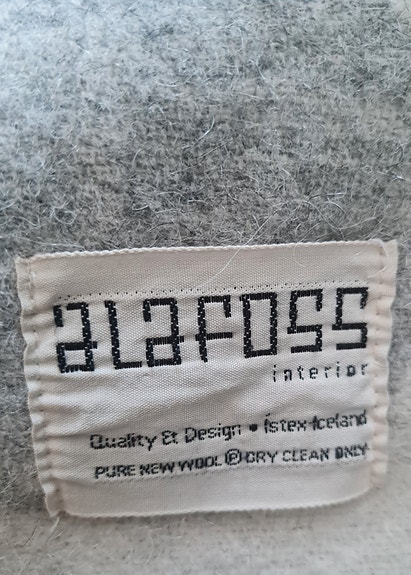 alafoss
interior
Quality & Design • Ístex-Iceland
PURE NEW WOOL Ⓟ DRY CLEAN ONLY